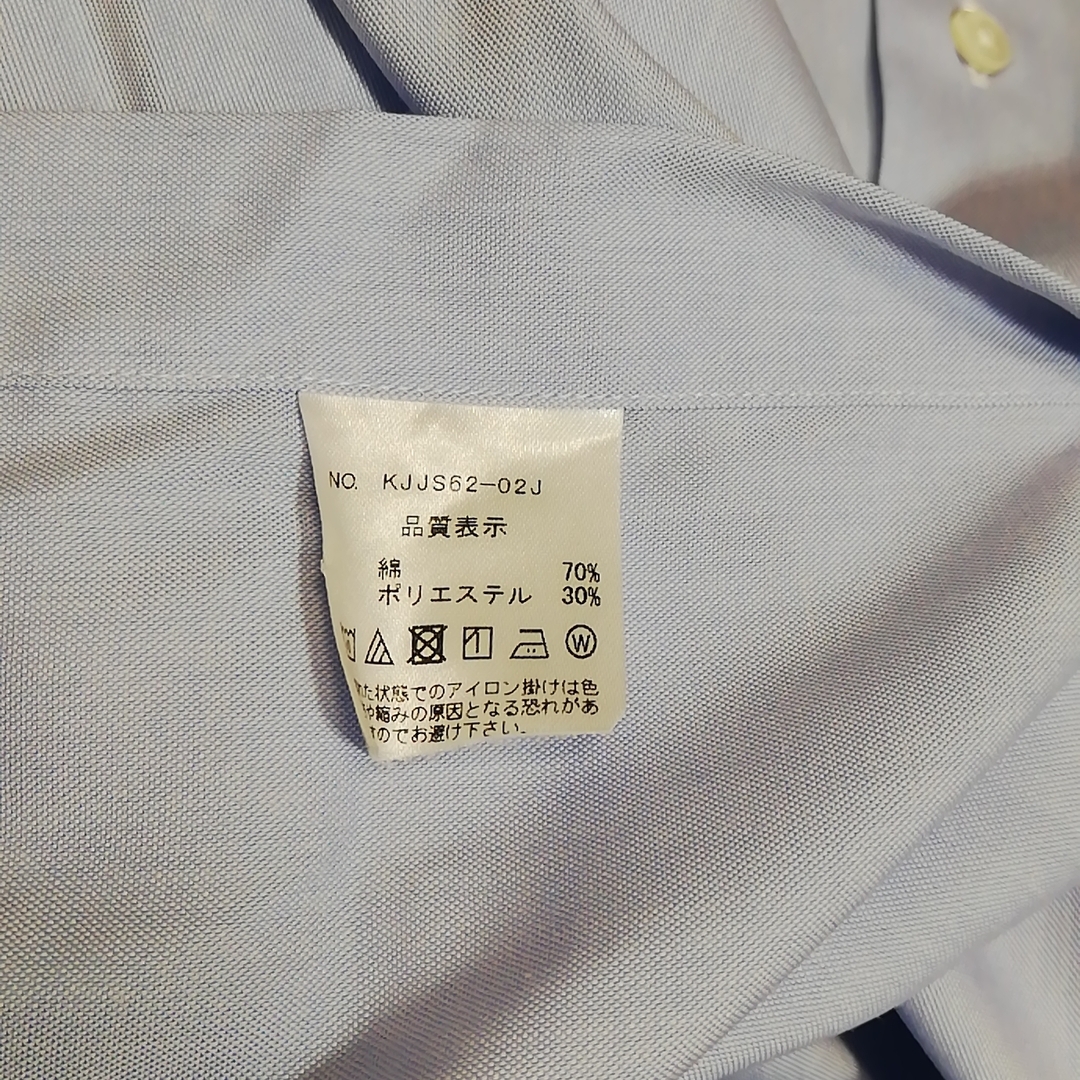 NO. KJJS62-02J
品質表示
綿 70%
ポリエステル 30%
W
た状態でのアイロン掛けは色
や縮みの原因となる恐れがあ
のでお避け下さい。